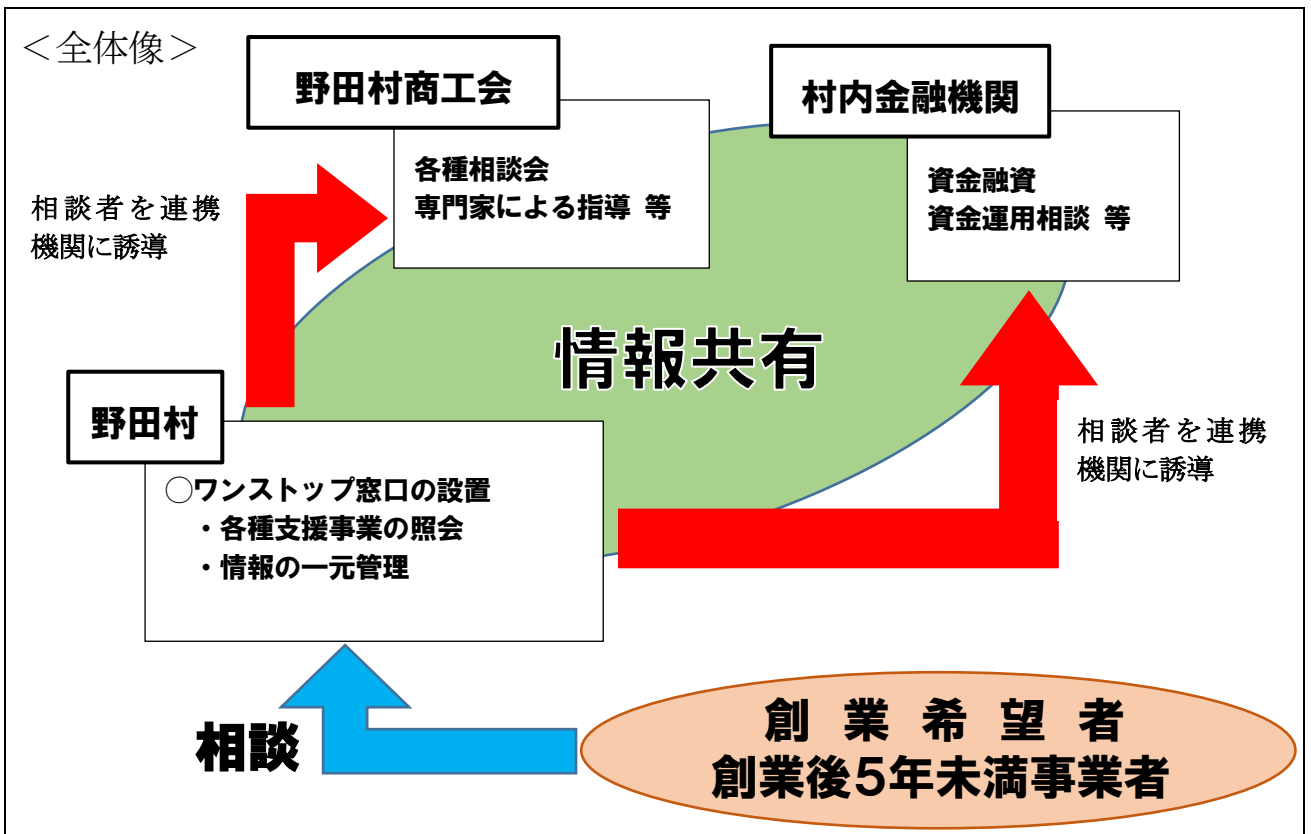 ＜全体像＞
野田村商工会
各種相談会
専門家による指導 等
村内金融機関
資金融資
資金運用相談 等
相談者を連携
機関に誘導
情報共有
野田村
○ワンストップ窓口の設置
・各種支援事業の照会
・情報の一元管理
相談者を連携
機関に誘導
相談
創業希望者
創業後5年未満事業者